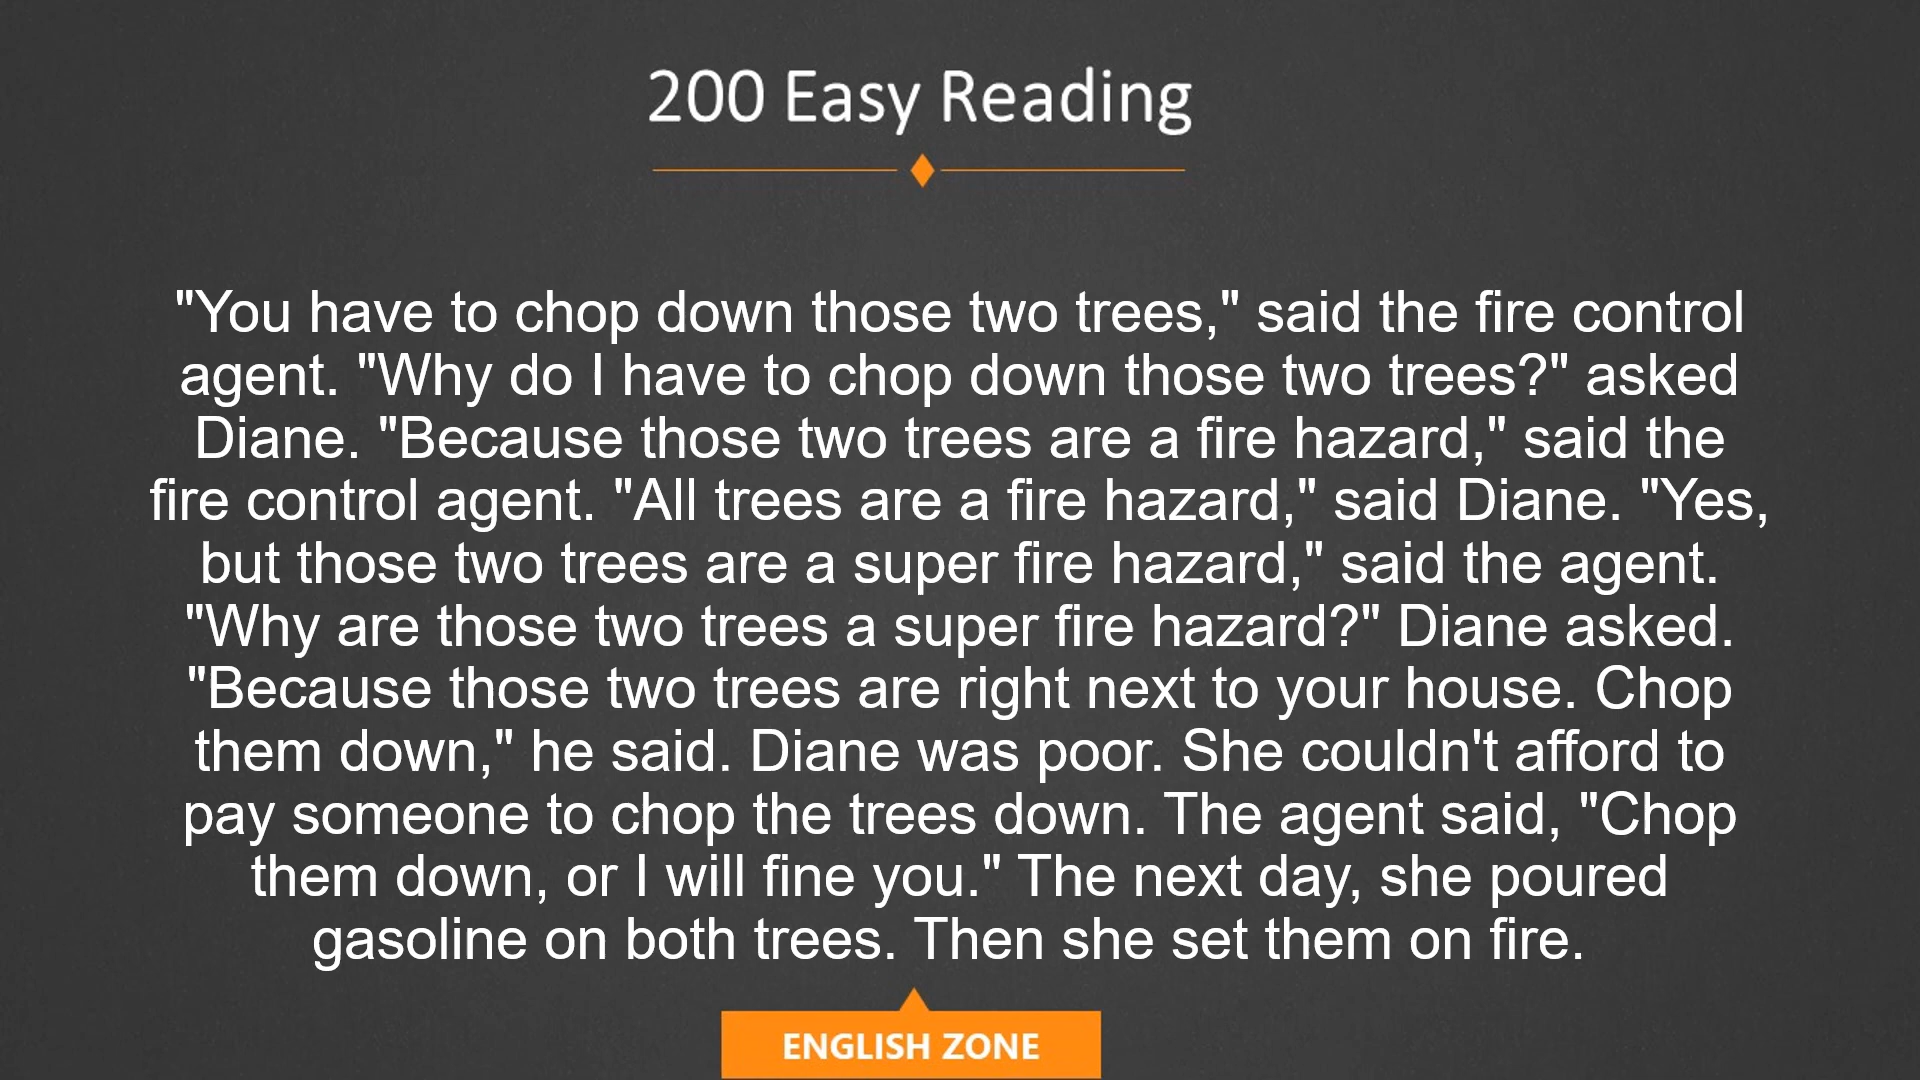 200 Easy Reading
"You have to chop down those two trees," said the fire control
agent. "Why do I have to chop down those two trees?" asked
Diane. "Because those two trees are a fire hazard," said the
fire control agent. "All trees are a fire hazard," said Diane. "Yes,
but those two trees are a super fire hazard," said the agent.
"Why are those two trees a super fire hazard?" Diane asked.
"Because those two trees are right next to your house. Chop
them down," he said. Diane was poor. She couldn't afford to
pay someone to chop the trees down. The agent said, "Chop
them down, or I will fine you." The next day, she poured
gasoline on both trees. Then she set them on fire.
ENGLISH ZONE